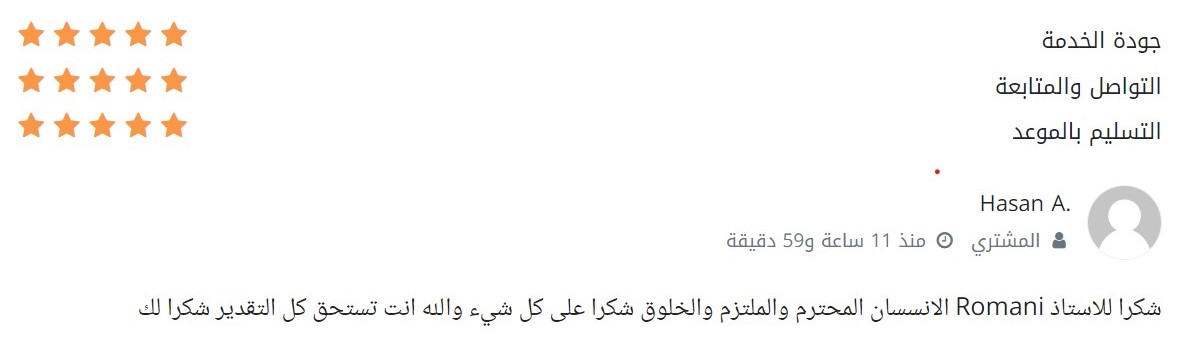 جودة الخدمة
التواصل والمتابعة
التسليم بالموعد
Hasan A.
المشتري منذ 11 ساعة و59 دقيقة
شكرا للاستاذ Romani الانسسان المحترم والملتزم والخلوق شكرا على كل شيء والله انت تستحق كل التقدير شكرا لك